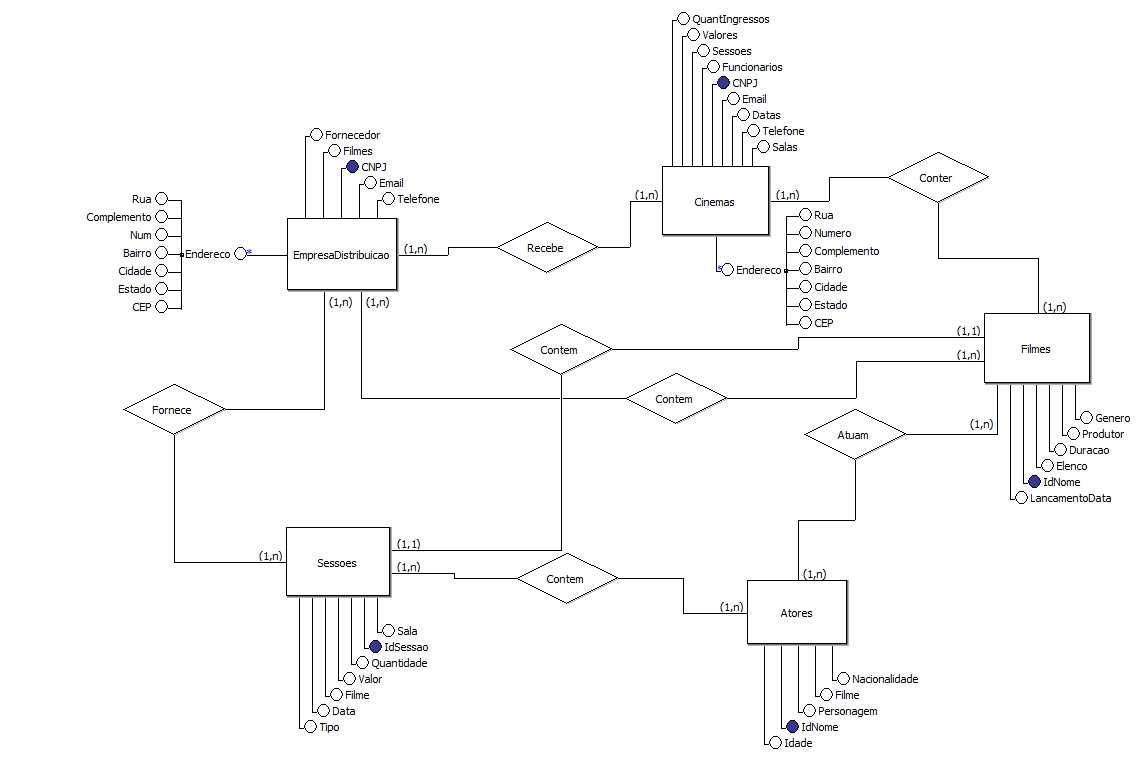 QuantIngressos
Valores
Sessoes
Funcionarios
CNPJ
Email
Datas
Telefone
Salas
Fornecedor
Filmes
CNPJ
Email
Telefone
Rua
Complemento
Num
Bairro
Cidade
Estado
CEP
Endereco
*
EmpresaDistribuicao
(1,n)
Recebe
(1,n)
Cinemas
(1,n)
Conter
Rua
Numero
Complemento
Bairro
Cidade
Estado
CEP
*
Endereco
(1,n)
(1,n)
(1,n)
Contem
(1,1)
Filmes
(1,n)
Contem
Fornece
Atuam
(1,n)
Genero
Produtor
Duracao
Elenco
IdNome
LancamentoData
(1,n)
Sessoes
(1,1)
(1,n)
Contem
(1,n)
(1,n)
Atores
Sala
IdSessao
Quantidade
Valor
Filme
Data
Tipo
Nacionalidade
Filme
Personagem
IdNome
Idade